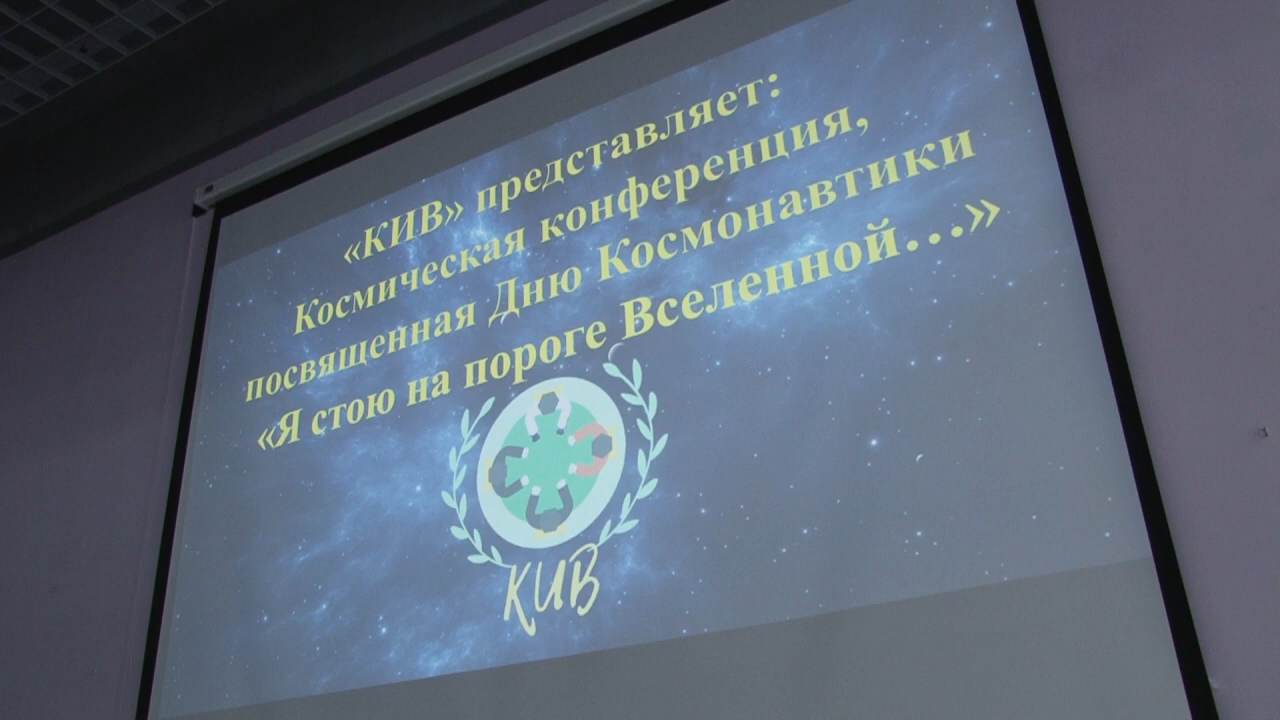 «КИВ» представляет:
Космическая конференция,
посвященная Дню Космонавтики
«Я стою на пороге Вселенной...»
КИВ